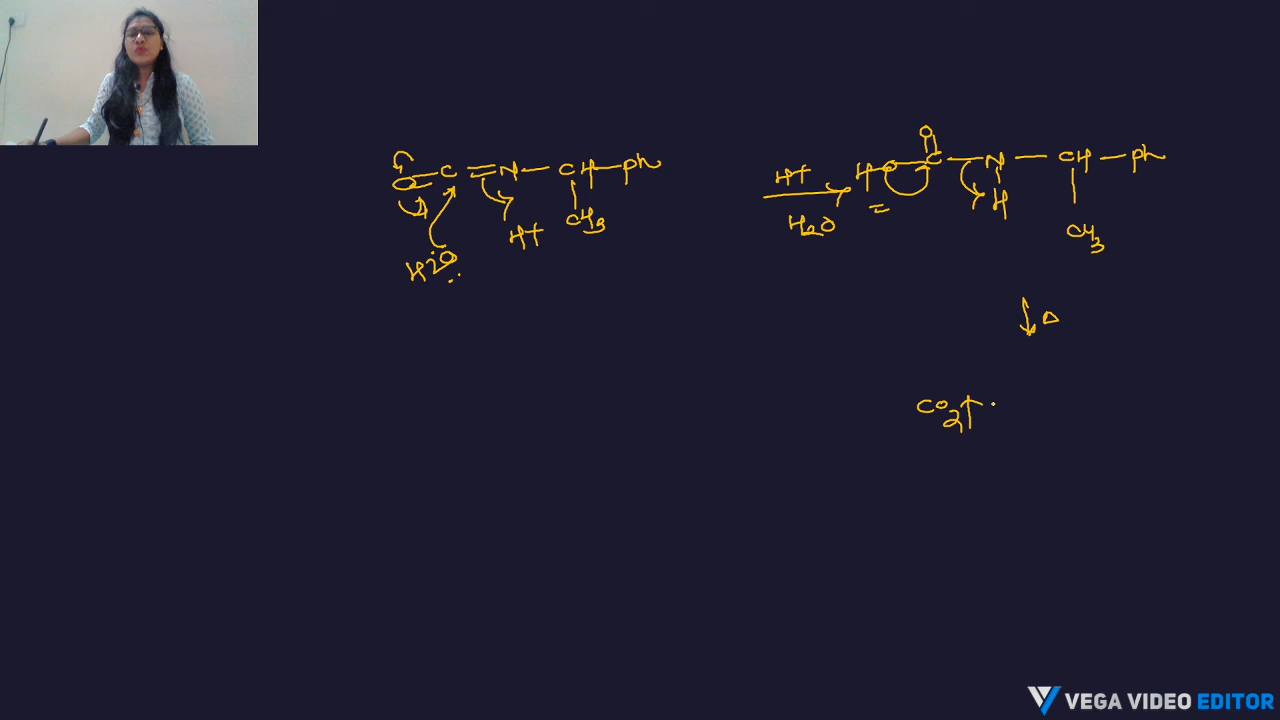 O=C=N-CH-Ph
CH3
H+
H2O
H+
H2O
O
HO-C-N-CH-Ph
H
CH3
Δ
CO2↑
VEGA VIDEO EDITOR